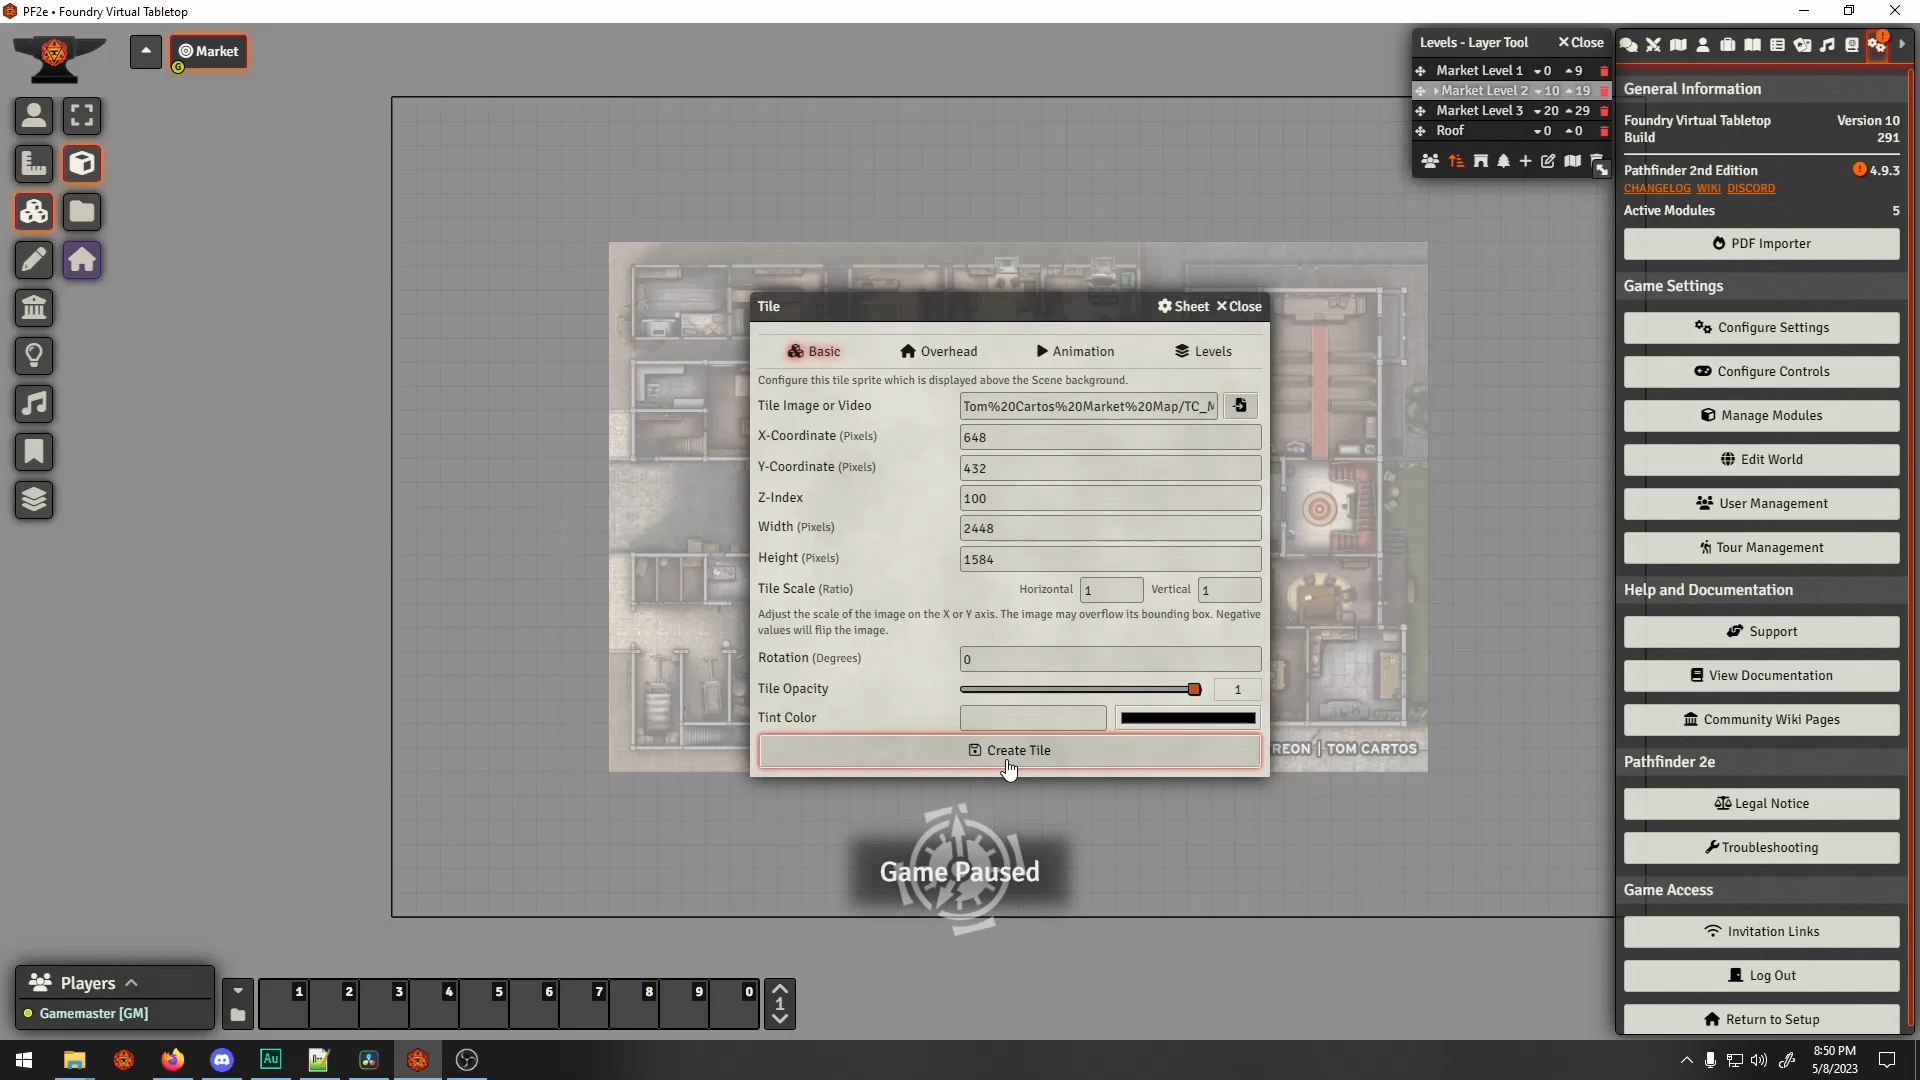 PF2e • Foundry Virtual Tabletop
Market
G
Levels - Layer Tool
Close
Market Level 1 0 9
Market Level 2 10 19
Market Level 3 20 29
Roof 0 0
General Information
Foundry Virtual Tabletop Version 10
Build 291
Pathfinder 2nd Edition 4.9.3
CHANGELOG WIKI DISCORD
Active Modules 5
PDF Importer
Game Settings
Configure Settings
Configure Controls
Manage Modules
Edit World
User Management
Tour Management
Help and Documentation
Support
View Documentation
Community Wiki Pages
Pathfinder 2e
Legal Notice
Troubleshooting
Game Access
Invitation Links
Log Out
Return to Setup
Tile Sheet Close
Basic Overhead Animation Levels
Configure this tile sprite which is displayed above the Scene background.
Tile Image or Video Tom%20Cartos%20Market%20Map/TC_M
X-Coordinate (Pixels) 648
Y-Coordinate (Pixels) 432
Z-Index 100
Width (Pixels) 2448
Height (Pixels) 1584
Tile Scale (Ratio) Horizontal 1 Vertical 1
Adjust the scale of the image on the X or Y axis. The image may overflow its bounding box. Negative
values will flip the image.
Rotation (Degrees) 0
Tile Opacity 1
Tint Color
Create Tile
REON | TOM CARTOS
Game Paused
Players
Gamemaster [GM]
1 2 3 4 5 6 7 8 9 0
1
Au
8:50 PM
5/8/2023